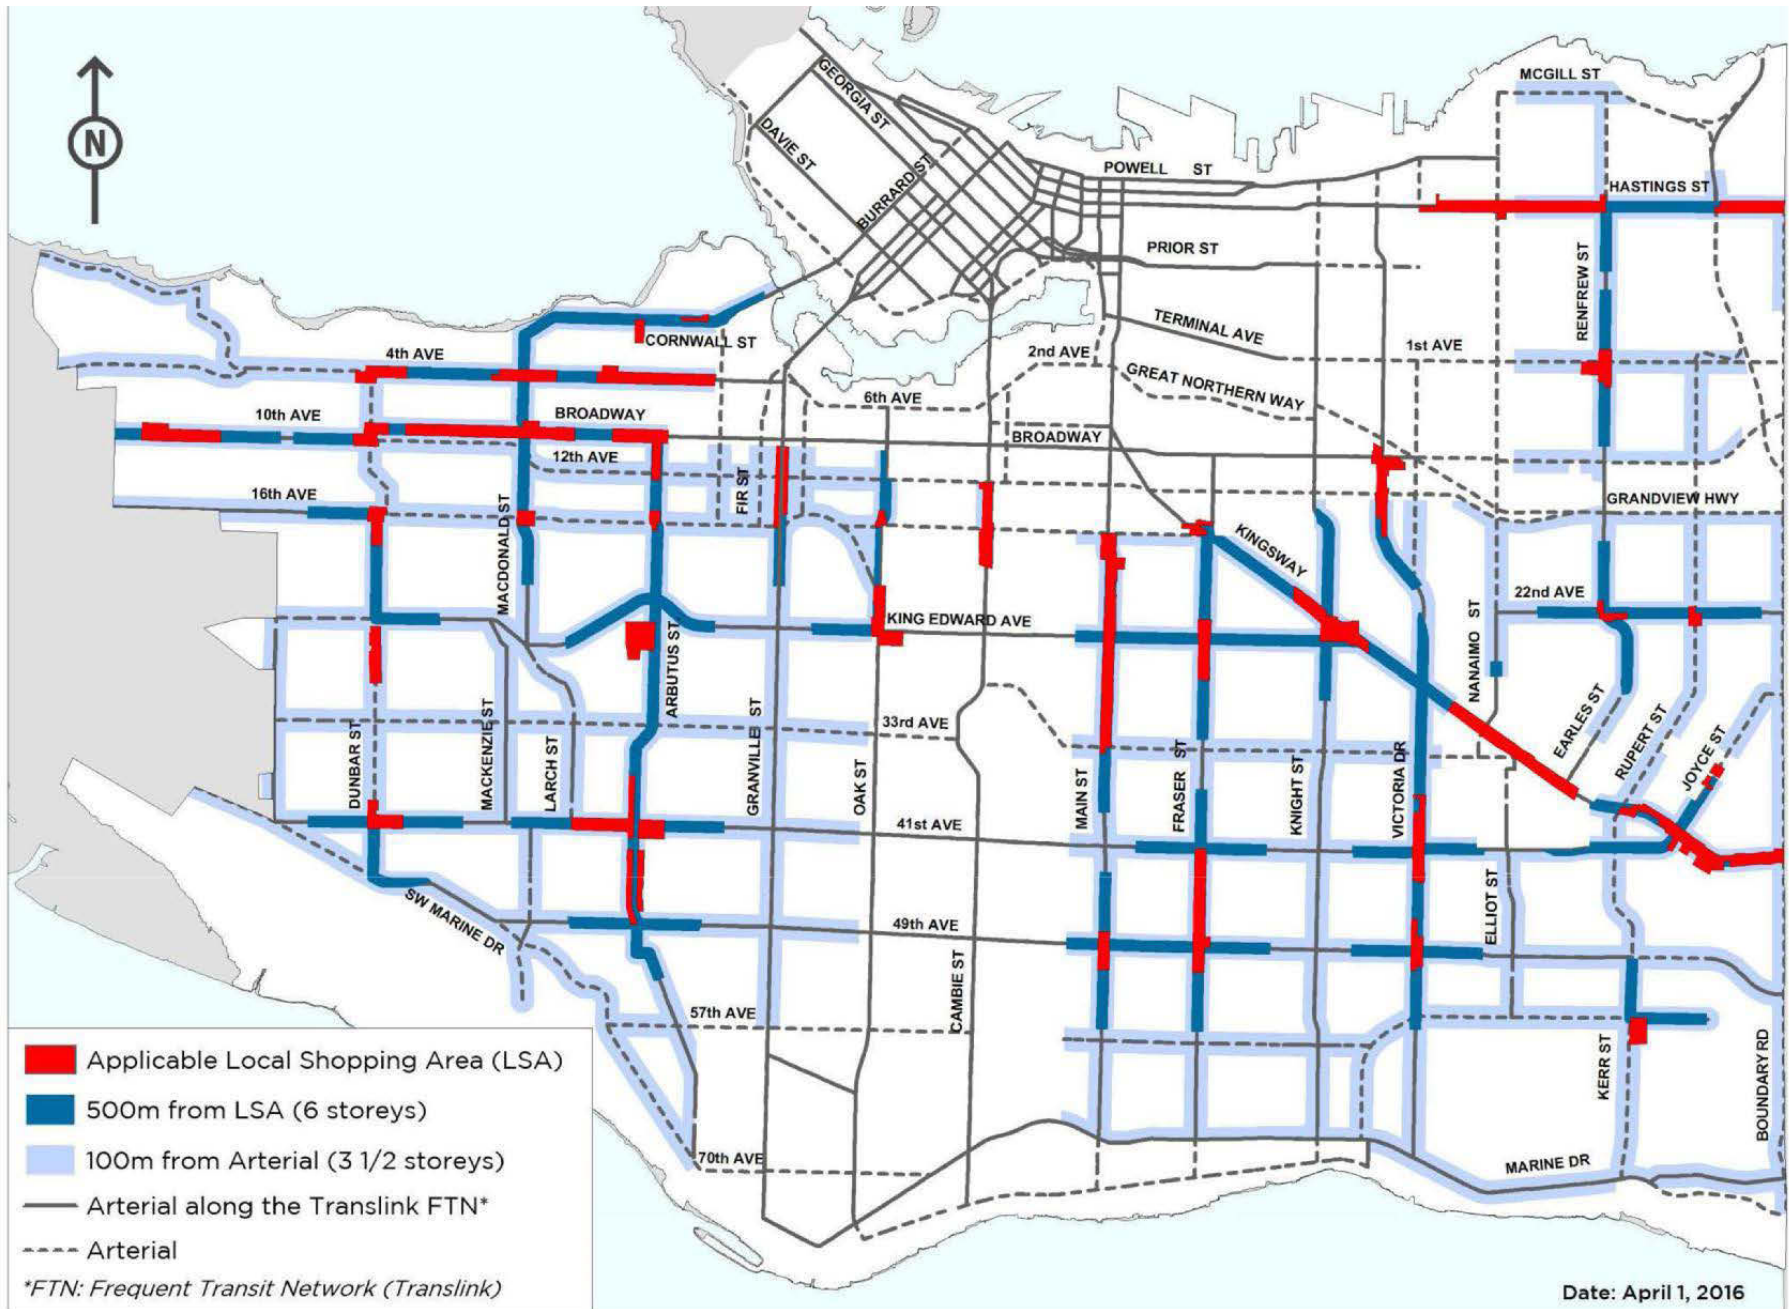 N
MCGILL ST
GEORGIA ST
DAVIE ST
BURRARD ST
POWELL ST
HASTINGS ST
PRIOR ST
RENFREW ST
TERMINAL AVE
CORNWALL ST
4th AVE
2nd AVE
1st AVE
GREAT NORTHERN WAY
6th AVE
10th AVE
BROADWAY
BROADWAY
12th AVE
FIR ST
16th AVE
MACDONALD ST
GRANDVIEW HWY
KINGSWAY
22nd AVE
KING EDWARD AVE
ARBUTUS ST.
NANAIMO ST
33rd AVE
DUNBAR ST
MACKENZIE ST
LARCH ST
GRANVILLE ST
OAK ST
MAIN ST
FRASER ST
KNIGHT ST
VICTORIA DR
EARLES ST
RUPERT ST
JOYCE ST
41st AVE
SW MARINE DR
49th AVE
ELLIOT ST
CAMBIE ST
57th AVE
KERR ST
BOUNDARY RD
70th AVE
MARINE DR
Applicable Local Shopping Area (LSA)
500m from LSA (6 storeys)
100m from Arterial (3 1/2 storeys)
Arterial along the Translink FTN*
Arterial
*FTN: Frequent Transit Network (Translink)
Date: April 1, 2016